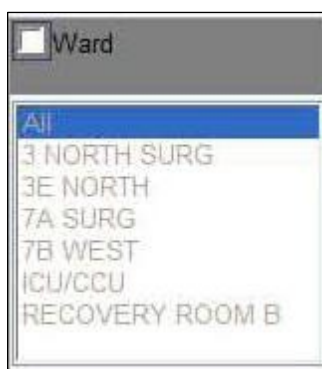 Ward
All
3 NORTH SURG
3E NORTH
7A SURG
7B WEST
ICU/CCU
RECOVERY ROOM B